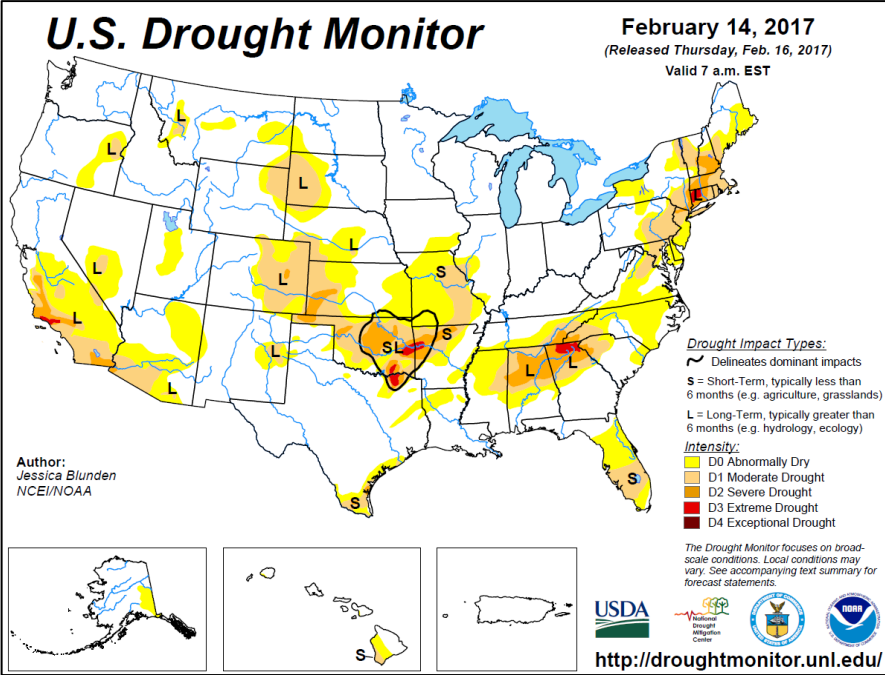 U.S. Drought Monitor
February 14, 2017
(Released Thursday, Feb. 16, 2017)
Valid 7 a.m. EST
L
L
L
L
L
L
S
L
L
L
SL
S
L
L
L
S
S
Drought Impact Types:
Delineates dominant impacts
S = Short-Term, typically less than
6 months (e.g. agriculture, grasslands)
L = Long-Term, typically greater than
6 months (e.g. hydrology, ecology)
Intensity:
D0 Abnormally Dry
D1 Moderate Drought
D2 Severe Drought
D3 Extreme Drought
D4 Exceptional Drought
Author:
Jessica Blunden
NCEI/NOAA
The Drought Monitor focuses on broad-
scale conditions. Local conditions may
vary. See accompanying text summary for
forecast statements.
S
USDA
National
Drought
Mitigation
Center
NOAA
http://droughtmonitor.unl.edu/